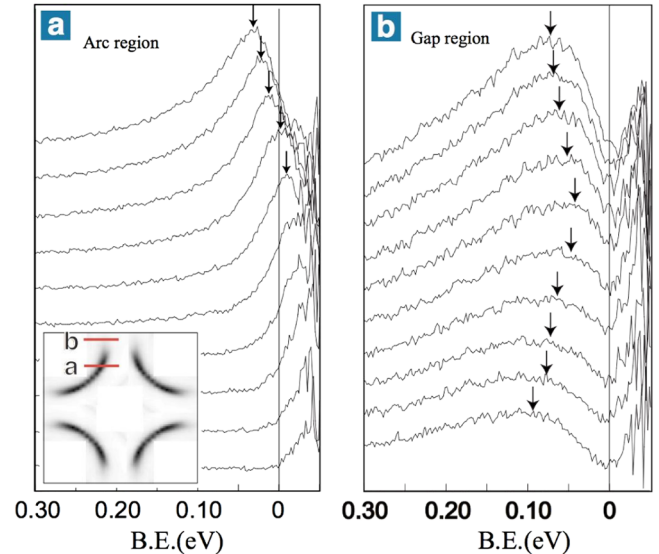 a
Arc region
b
a
0.30
0.20
0.10
0
B.E.(eV)
b
Gap region
0.30
0.20
0.10
0
B.E.(eV)